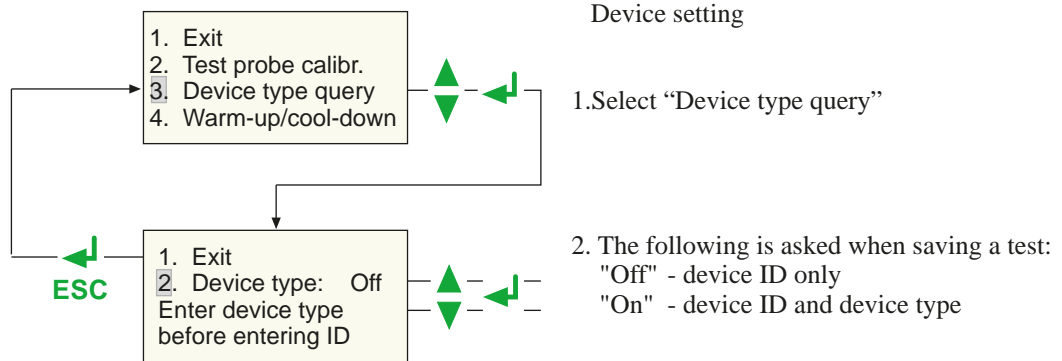 Device setting
1. Exit
2. Test probe calibr.
3. Device type query
4. Warm-up/cool-down
1.Select “Device type query”
ESC
1. Exit
2. Device type: Off
Enter device type
before entering ID
2. The following is asked when saving a test:
"Off" - device ID only
"On" - device ID and device type